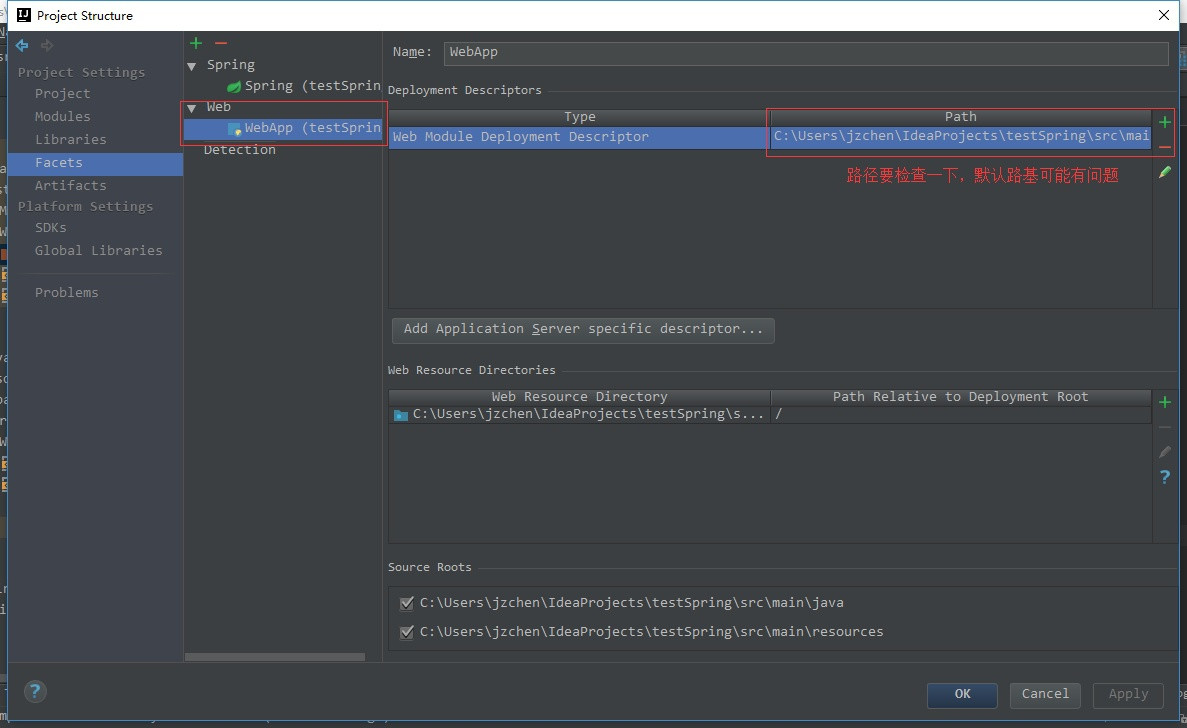 Project Structure
Project Settings
Project
Modules
Libraries
Facets
Artifacts
Platform Settings
SDKs
Global Libraries
Problems
Spring
Spring (testSprin
Web
WebApp (testSprin
Detection
Name: WebApp
Deployment Descriptors
Type Path
Web Module Deployment Descriptor C:\Users\jzchen\IdeaProjects\testSpring\src\mai
路径要检查一下，默认路基可能有问题
Add Application Server specific descriptor...
Web Resource Directories
Web Resource Directory Path Relative to Deployment Root
C:\Users\jzchen\IdeaProjects\testSpring\s... /
Source Roots
C:\Users\jzchen\IdeaProjects\testSpring\src\main\java
C:\Users\jzchen\IdeaProjects\testSpring\src\main\resources
OK Cancel Apply